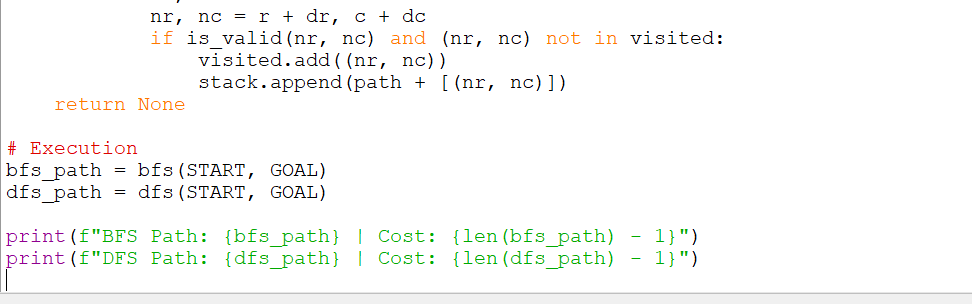 nr, nc = r + dr, c + dc
            if is_valid(nr, nc) and (nr, nc) not in visited:
                visited.add((nr, nc))
                stack.append(path + [(nr, nc)])
    return None

# Execution
bfs_path = bfs(START, GOAL)
dfs_path = dfs(START, GOAL)

print(f"BFS Path: {bfs_path} | Cost: {len(bfs_path) - 1}")
print(f"DFS Path: {dfs_path} | Cost: {len(dfs_path) - 1}")